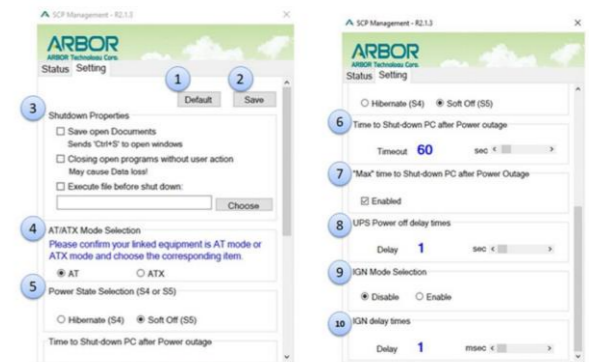 SCP Management - R2.1.3
ARBOR
ARBOR Technology Corp.
Status Setting
1
2
Default
Save
3
Shutdown Properties
Save open Documents
Sends 'Ctrl+S' to open windows
Closing open programs without user action
May cause Data loss!
Execute file before shut down:
Choose
4
AT/ATX Mode Selection
Please confirm your linked equipment is AT mode or
ATX mode and choose the corresponding item.
AT
ATX
5
Power State Selection (S4 or S5)
Hibernate (S4)
Soft Off (S5)
Time to Shut-down PC after Power outage
SCP Management - R2.1.3
ARBOR
ARBOR Technology Corp.
Status Setting
Hibernate (S4)
Soft Off (S5)
6
Time to Shut-down PC after Power outage
Timeout 60 sec
7
"Max" time to Shut-down PC after Power Outage
Enabled
8
UPS Power off delay times
Delay 1 sec
9
IGN Mode Selection
Disable
Enable
10
IGN delay times
Delay 1 msec